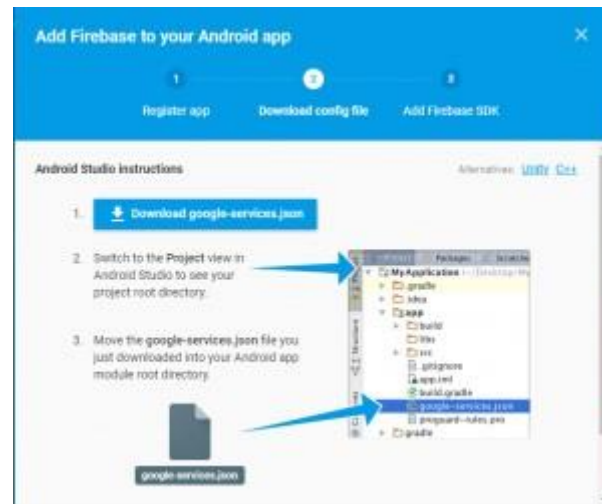 Add Firebase to your Android app
1
2
3
Register app
Download config file
Add Firebase SDK
Android Studio instructions
Alternatives: Unity C++
1. Download google-services.json
2. Switch to the Project view in
Android Studio to see your
project root directory.
3. Move the google-services.json file you
just downloaded into your Android app
module root directory.
google-services.json
Packages
MyApplication
.gradle
.idea
app
build
libs
src
.gitignore
app.iml
build.gradle
google-services.json
proguard-rules.pro
gradle
Structure